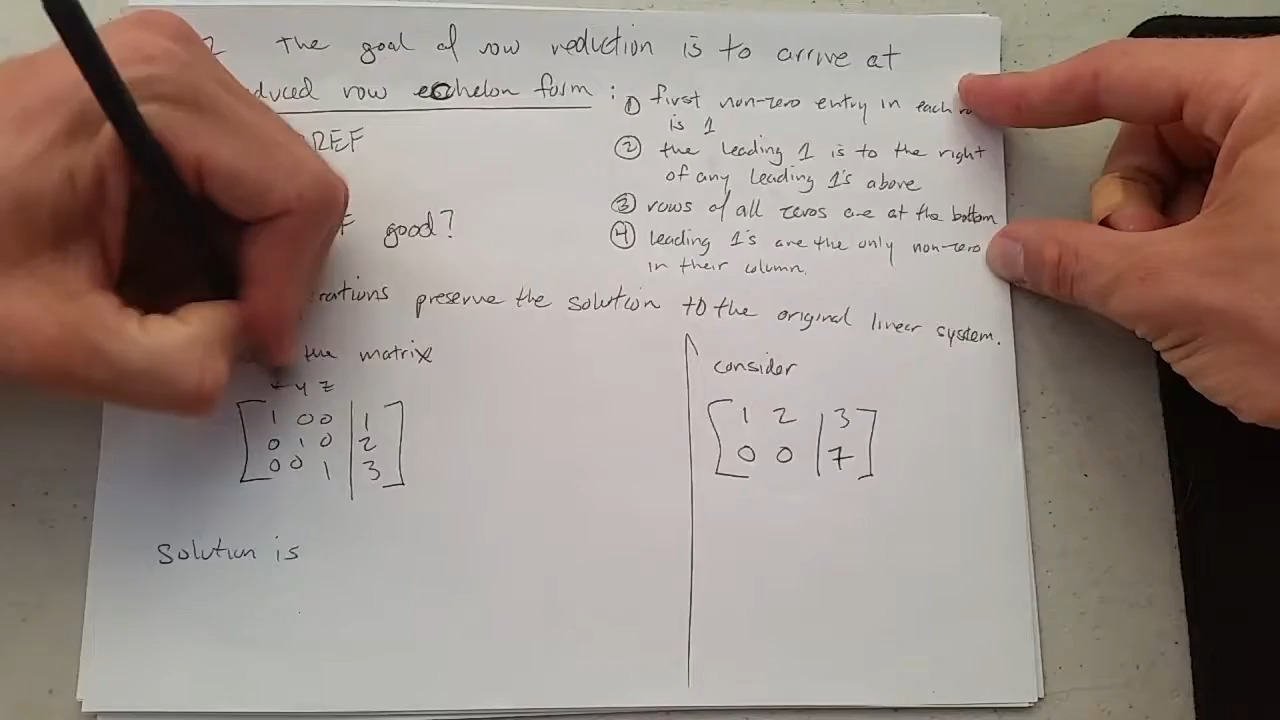 2 The goal of row reduction is to arrive at
duced row echelon form :
① first non-zero entry in each
is 1
② the leading 1 is to the right
of any leading 1's above
③ rows of all zeros are at the bottom
④ leading 1's are the only non-zero
in their column.
REF
good?
rations preserve the solution to the original linear system.
the matrix
x y z
1 0 0 | 1
0 1 0 | 2
0 0 1 | 3
Solution is
consider
1 2 | 3
0 0 | 7